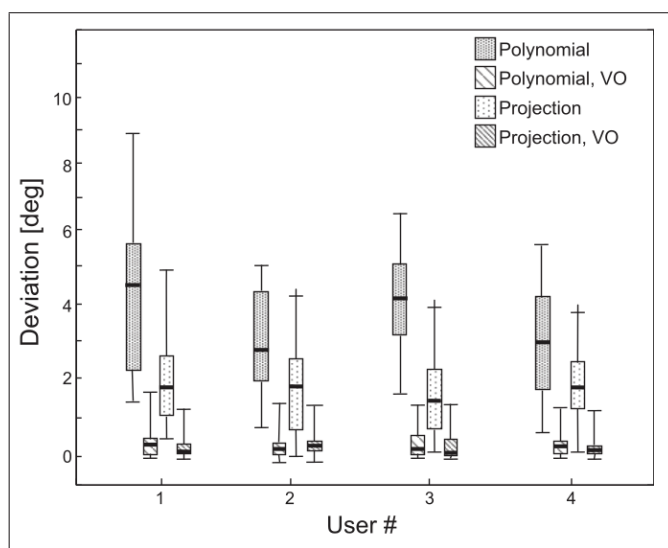 Polynomial
Polynomial, VO
Projection
Projection, VO
10
8
6
4
2
0
Deviation [deg]
1 2 3 4
User #